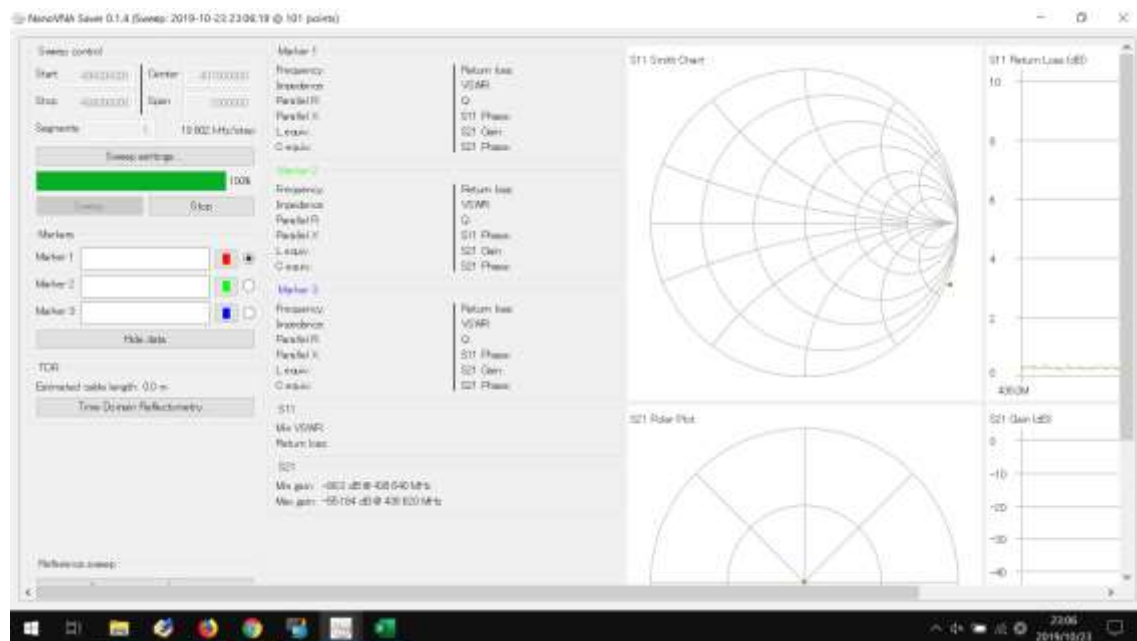 NanoVNA Saver 0.1.4 (Sweep: 2019-10-23 23:06:19 @ 101 points)
Sweep control
Start
Center
Stop
Span
Segments
1
kHz/step
Sweep settings ...
100%
Sweep
Stop
Markers
Marker 1
Marker 2
Marker 3
Hide data
TDR
Estimated cable length: 0.0 m
Time Domain Reflectometry ...
Reference sweep
Marker 1
Frequency:
Impedance:
Parallel R:
Parallel X:
L equiv.:
C equiv.:
Return loss:
VSWR:
Q:
S11 Phase:
S21 Gain:
S21 Phase:
Marker 2
Frequency:
Impedance:
Parallel R:
Parallel X:
L equiv.:
C equiv.:
Return loss:
VSWR:
Q:
S11 Phase:
S21 Gain:
S21 Phase:
Marker 3
Frequency:
Impedance:
Parallel R:
Parallel X:
L equiv.:
C equiv.:
Return loss:
VSWR:
Q:
S11 Phase:
S21 Gain:
S21 Phase:
S11
Min VSWR:
Return loss:
S21
Min gain:
Max gain:
S11 Smith Chart
S11 Return Loss (dB)
10
8
6
4
2
0
S21 Polar Plot
S21 Gain (dB)
0
-10
-20
-30
-40
23:06
2019/10/23